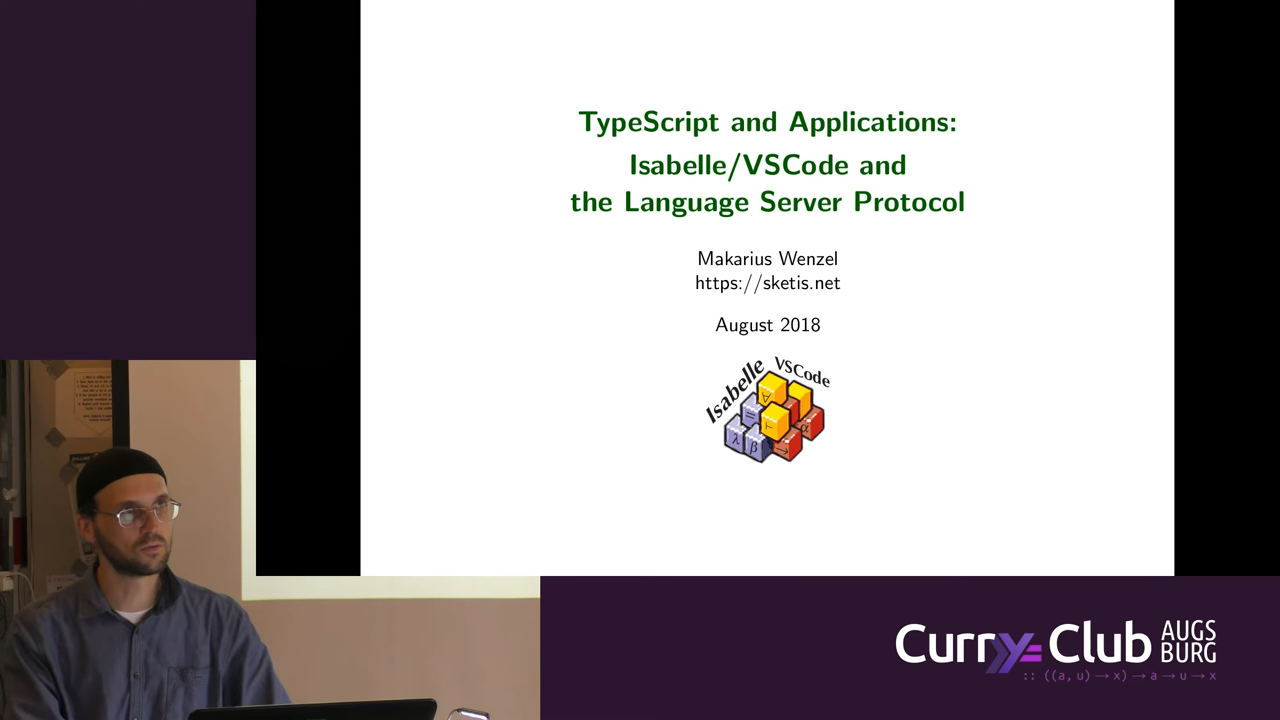 TypeScript and Applications:
Isabelle/VSCode and
the Language Server Protocol
Makarius Wenzel
https://sketis.net
August 2018
Isabelle VSCode
∀
=
⊢
α
λ
β
→
Curry Club AUGS
BURG
:: ((a, u) → x) → a → u → x